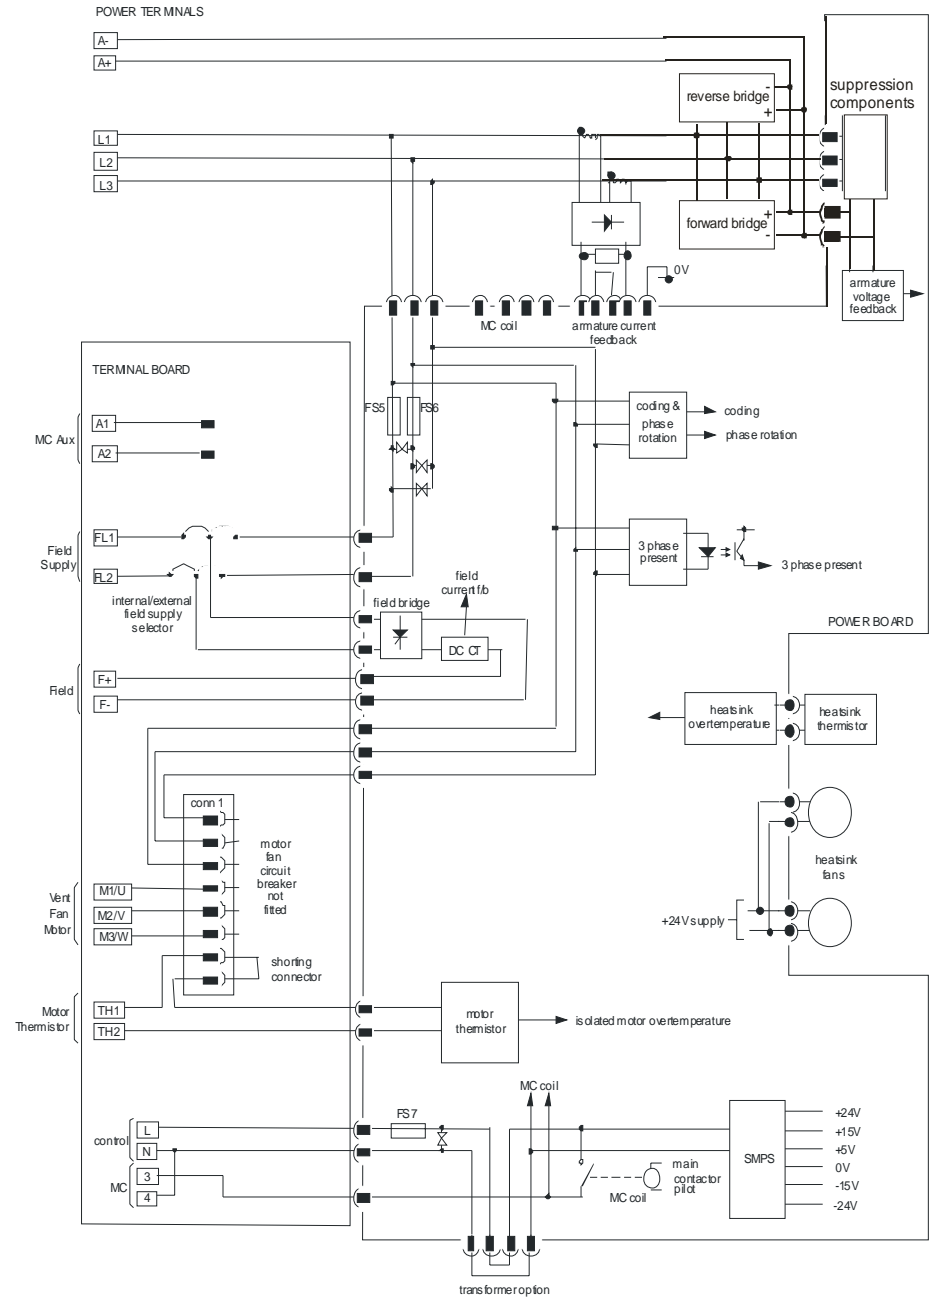 POWER TERMINALS
A-
A+
suppression
components
reverse bridge
-
+
L1
L2
L3
forward bridge
+
-
0V
armature
voltage
feedback
MC coil
armature current
feedback
TERMINAL BOARD
FS5
FS6
coding &
phase
rotation
coding
phase rotation
MC Aux
A1
A2
Field
Supply
FL1
FL2
3 phase
present
3 phase present
internal/external
field supply
selector
field
current f/b
field bridge
DC CT
POWER BOARD
Field
F+
F-
heatsink
overtemperature
heatsink
thermistor
conn 1
motor
fan
circuit
breaker
not
fitted
heatsink
fans
Vent
Fan
Motor
M1/U
M2/V
M3/W
+24V supply
shorting
connector
Motor
Thermistor
TH1
TH2
motor
thermistor
isolated motor overtemperature
MC coil
control
L
N
FS7
MC
3
4
main
contactor
pilot
MC coil
SMPS
+24V
+15V
+5V
0V
-15V
-24V
transformer option